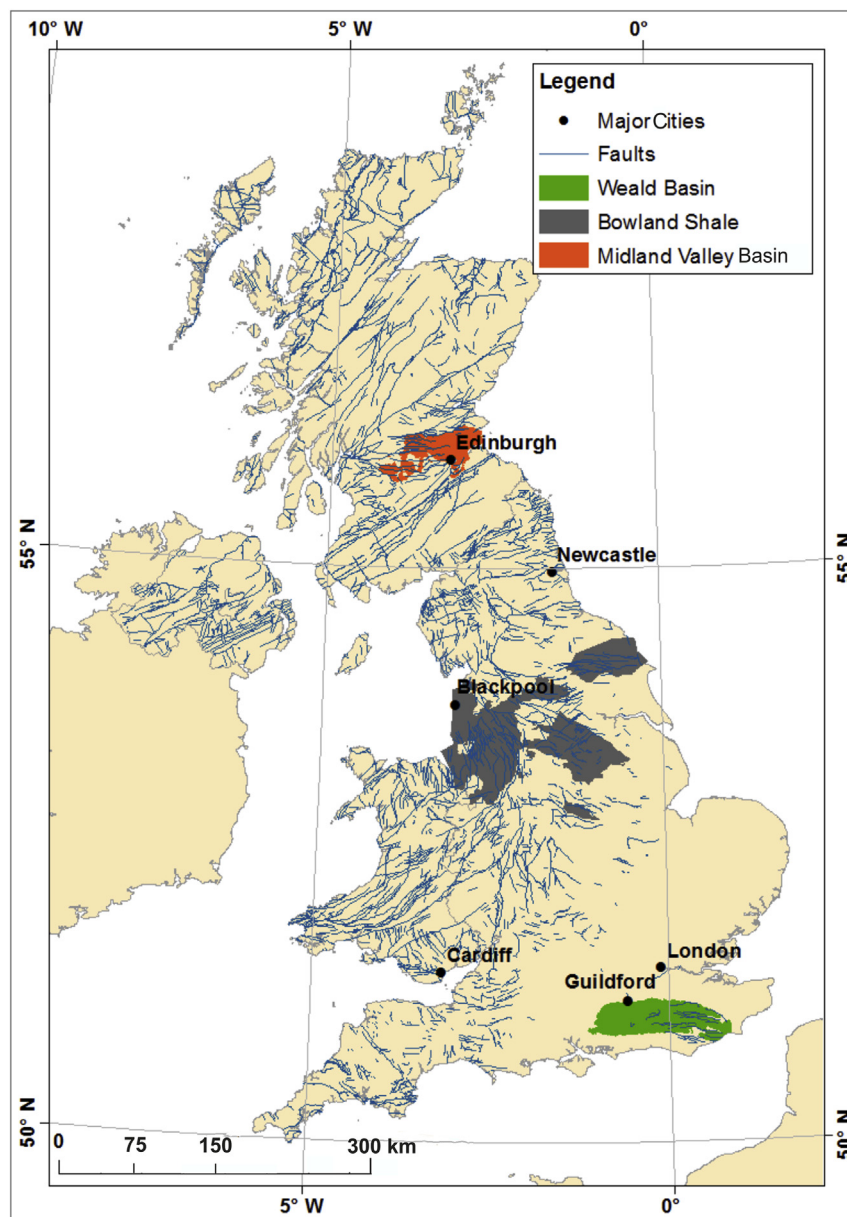 10° W 5° W 0°
Legend
Major Cities
Faults
Weald Basin
Bowland Shale
Midland Valley Basin
Edinburgh
55° N
Newcastle
55° N
Blackpool
Cardiff
London
Guildford
50° N
50° N
0 75 150 300 km
5° W 0°